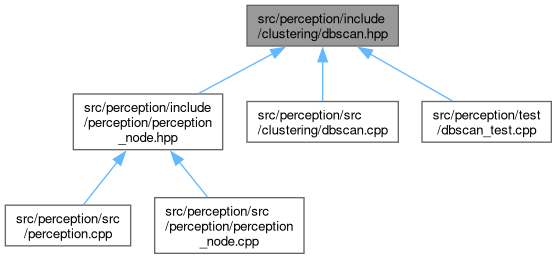 src/perception/include
/clustering/dbscan.hpp
src/perception/include
/perception/perception
_node.hpp
src/perception/src
/clustering/dbscan.cpp
src/perception/test
/dbscan_test.cpp
src/perception/src
/perception.cpp
src/perception/src
/perception/perception
_node.cpp